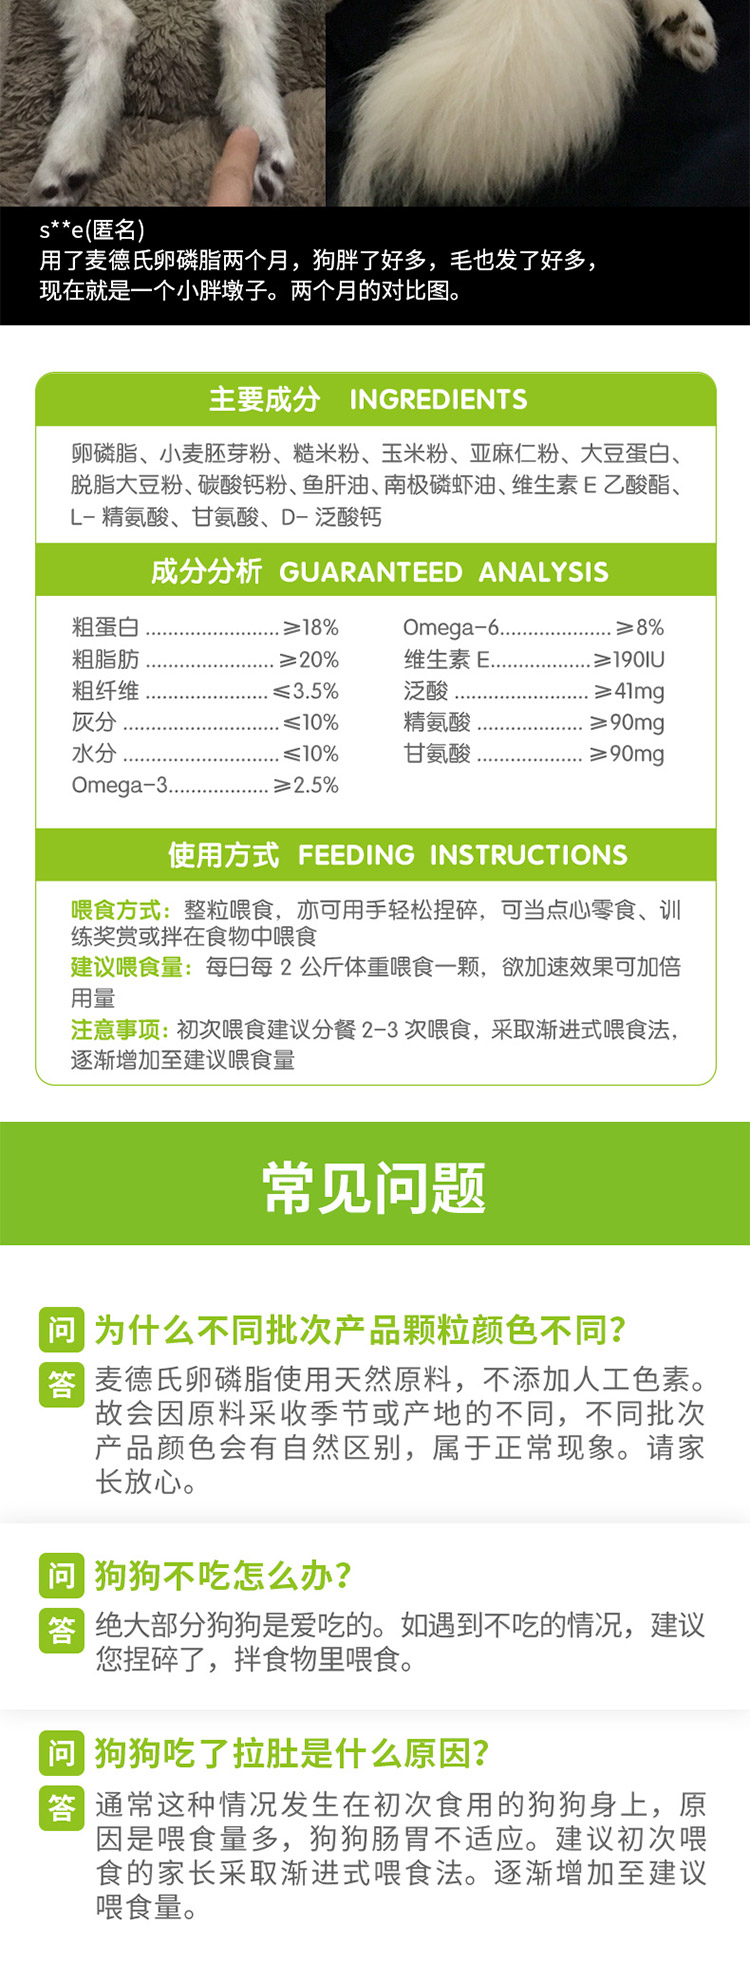 s**e(匿名)
用了麦德氏卵磷脂两个月，狗胖了好多，毛也发了好多，
现在就是一个小胖墩子。两个月的对比图。
主要成分 INGREDIENTS
卵磷脂、小麦胚芽粉、糙米粉、玉米粉、亚麻仁粉、大豆蛋白、
脱脂大豆粉、碳酸钙粉、鱼肝油、南极磷虾油、维生素 E 乙酸酯、
L- 精氨酸、甘氨酸、D- 泛酸钙
成分分析 GUARANTEED ANALYSIS
粗蛋白 ........................ ≥18%
粗脂肪 ....................... ≥20%
粗纤维 ...................... ≤3.5%
灰分 ............................ ≤10%
水分 ............................ ≤10%
Omega-3.................. ≥2.5%
Omega-6.................... ≥8%
维生素 E..................≥190IU
泛酸 ........................ ≥41mg
精氨酸 ................... ≥90mg
甘氨酸 ................... ≥90mg
使用方式 FEEDING INSTRUCTIONS
喂食方式：整粒喂食，亦可用手轻松捏碎，可当点心零食、训
练奖赏或拌在食物中喂食
建议喂食量：每日每 2 公斤体重喂食一颗，欲加速效果可加倍
用量
注意事项：初次喂食建议分餐 2-3 次喂食，采取渐进式喂食法，
逐渐增加至建议喂食量
常见问题
问 为什么不同批次产品颗粒颜色不同？
答 麦德氏卵磷脂使用天然原料，不添加人工色素。
故会因原料采收季节或产地的不同，不同批次
产品颜色会有自然区别，属于正常现象。请家
长放心。
问 狗狗不吃怎么办？
答 绝大部分狗狗是爱吃的。如遇到不吃的情况，建议
您捏碎了，拌食物里喂食。
问 狗狗吃了拉肚是什么原因？
答 通常这种情况发生在初次食用的狗狗身上，原
因是喂食量多，狗狗肠胃不适应。建议初次喂
食的家长采取渐进式喂食法。逐渐增加至建议
喂食量。